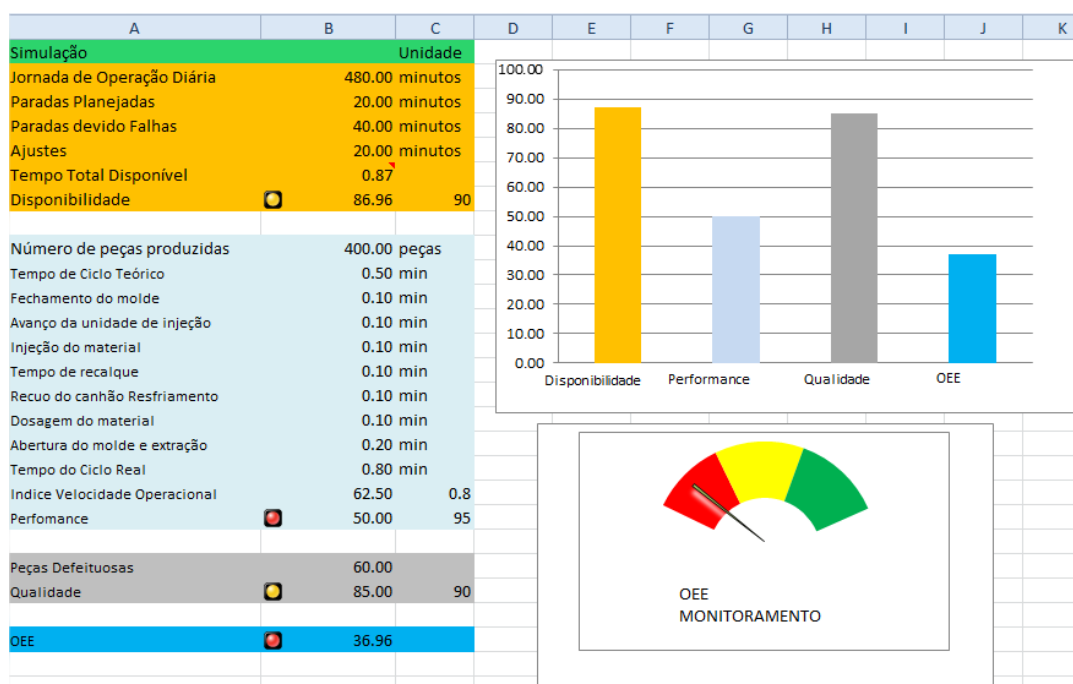 A B C D E F G H I J K
Simulação Unidade
Jornada de Operação Diária 480.00 minutos
Paradas Planejadas 20.00 minutos
Paradas devido Falhas 40.00 minutos
Ajustes 20.00 minutos
Tempo Total Disponível 0.87
Disponibilidade 86.96 90
Número de peças produzidas 400.00 peças
Tempo de Ciclo Teórico 0.50 min
Fechamento do molde 0.10 min
Avanço da unidade de injeção 0.10 min
Injeção do material 0.10 min
Tempo de recalque 0.10 min
Recuo do canhão Resfriamento 0.10 min
Dosagem do material 0.10 min
Abertura do molde e extração 0.20 min
Tempo do Ciclo Real 0.80 min
Indice Velocidade Operacional 62.50 0.8
Perfomance 50.00 95
Peças Defeituosas 60.00
Qualidade 85.00 90
OEE 36.96
100.00
90.00
80.00
70.00
60.00
50.00
40.00
30.00
20.00
10.00
0.00
Disponibilidade Performance Qualidade OEE
OEE
MONITORAMENTO